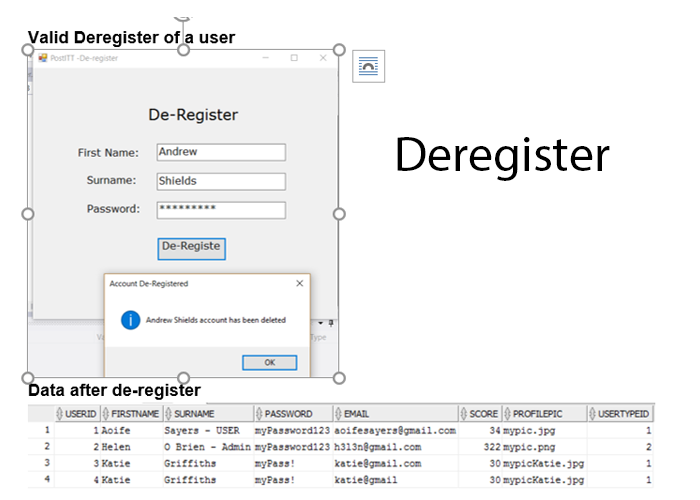 Valid Deregister of a user
PostITT -De-register
De-Register
Deregister
First Name: Andrew
Surname: Shields
Password: *********
De-Registe
Account De-Registered
Andrew Shields account has been deleted
Type
OK
Data after de-register
USERID FIRSTNAME SURNAME PASSWORD EMAIL SCORE PROFILEPIC USERTYPEID
1 1 Aoife Sayers - USER myPassword123 aoifesayers@gmail.com 34 mypic.jpg 1
2 2 Helen O Brien - Admin myPassword123 h3l3n@gmail.com 322 mypic.png 2
3 3 Katie Griffiths myPass! katie@gmail.com 30 mypicKatie.jpg 1
4 4 Katie Griffiths myPass! katie@gmail 30 mypicKatie.jpg 1